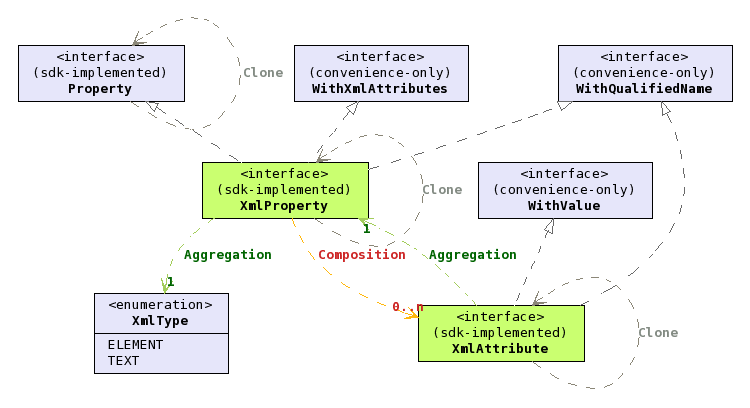 <interface>
(sdk-implemented)
Property
Clone
<interface>
(convenience-only)
WithXmlAttributes
<interface>
(convenience-only)
WithQualifiedName
<interface>
(sdk-implemented)
XmlProperty
Clone
<interface>
(convenience-only)
WithValue
1
Aggregation
Composition
Aggregation
1
<enumeration>
XmlType
ELEMENT
TEXT
0..n
<interface>
(sdk-implemented)
XmlAttribute
Clone